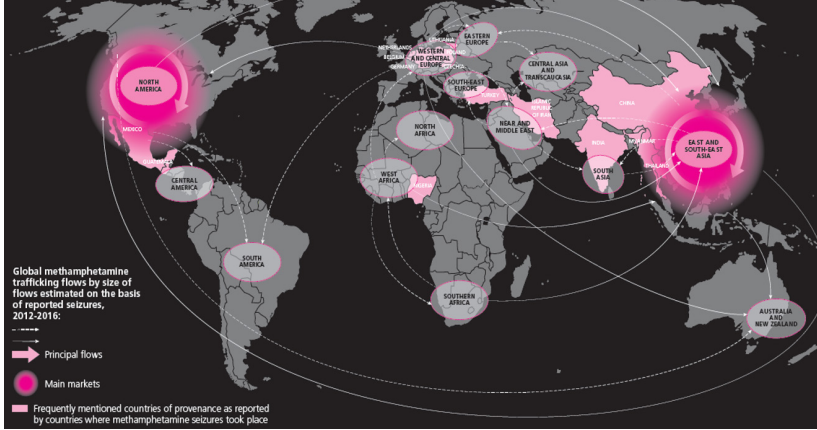 LITHUANIA
EASTERN
EUROPE
NETHERLANDS
WESTERN
AND CENTRAL
EUROPE
POLAND
BELGIUM
GERMANY
CZECHIA
CENTRAL ASIA
AND
TRANSCAUCASIA
NORTH
AMERICA
SOUTH-EAST
EUROPE
TURKEY
ISLAMIC
REPUBLIC
OF IRAN
CHINA
MEXICO
NORTH
AFRICA
NEAR AND
MIDDLE EAST
INDIA
MYANMAR
EAST AND
SOUTH-EAST
ASIA
GUATEMALA
THAILAND
CENTRAL
AMERICA
WEST
AFRICA
NIGERIA
SOUTH
ASIA
SOUTH
AMERICA
SOUTHERN
AFRICA
AUSTRALIA
AND
NEW ZEALAND
Global methamphetamine
trafficking flows by size of
flows estimated on the basis
of reported seizures,
2012-2016:
Principal flows
Main markets
Frequently mentioned countries of provenance as reported
by countries where methamphetamine seizures took place